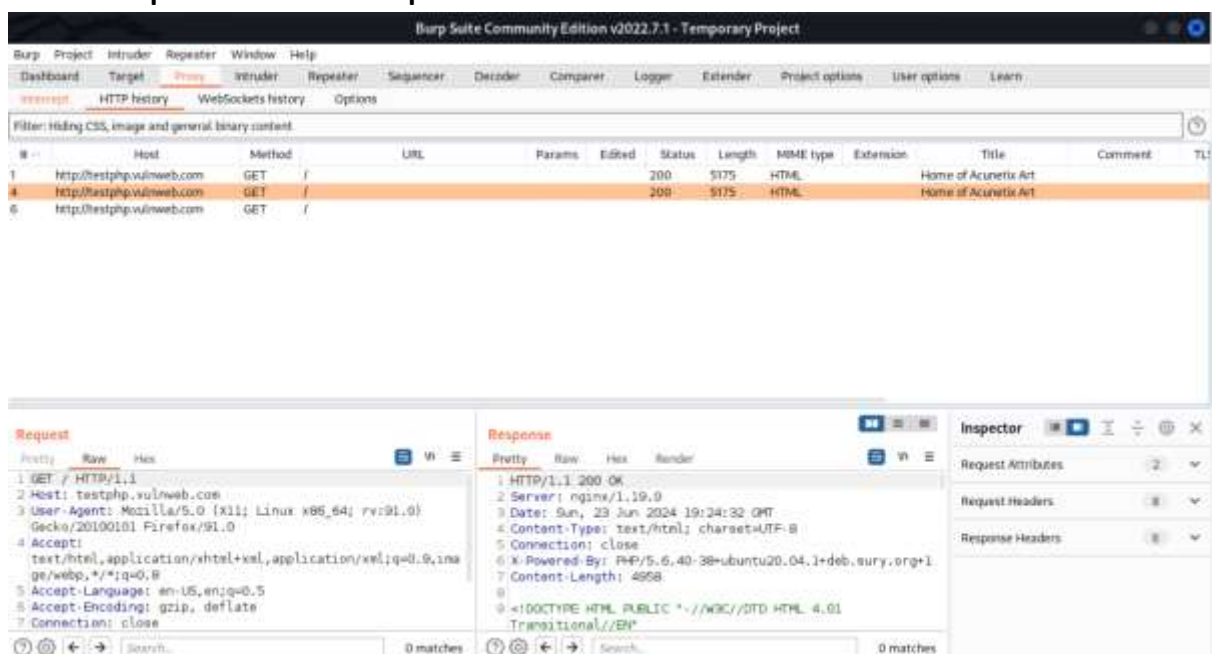 Burp Suite Community Edition v2022.7.1 - Temporary Project
Burp Project Intruder Repeater Window Help
Dashboard Target Proxy Intruder Repeater Sequencer Decoder Comparer Logger Extender Project options User options Learn
Intercept HTTP history WebSockets history Options
Filter: Hiding CSS, image and general binary content
# Host Method URL Params Edited Status Length MIME type Extension Title Comment TLS
1 http://testphp.vulnweb.com GET / 200 5175 HTML Home of Acunetix Art
4 http://testphp.vulnweb.com GET / 200 5175 HTML Home of Acunetix Art
6 http://testphp.vulnweb.com GET /
Request
Pretty Raw Hex
1 GET / HTTP/1.1
2 Host: testphp.vulnweb.com
3 User-Agent: Mozilla/5.0 (X11; Linux x86_64; rv:91.0)
Gecko/20100101 Firefox/91.0
4 Accept:
text/html,application/xhtml+xml,application/xml;q=0.9,ima
ge/webp,*/*;q=0.8
5 Accept-Language: en-US,en;q=0.5
6 Accept-Encoding: gzip, deflate
7 Connection: close
Search... 0 matches
Response
Pretty Raw Hex Render
1 HTTP/1.1 200 OK
2 Server: nginx/1.19.0
3 Date: Sun, 23 Jun 2024 19:24:32 GMT
4 Content-Type: text/html; charset=UTF-8
5 Connection: close
6 X-Powered-By: PHP/5.6.40-38+ubuntu20.04.1+deb.sury.org+1
7 Content-Length: 4958
8
9 <!DOCTYPE HTML PUBLIC "-//W3C//DTD HTML 4.01
Transitional//EN"
Search... 0 matches
Inspector
Request Attributes 2
Request Headers 8
Response Headers 6